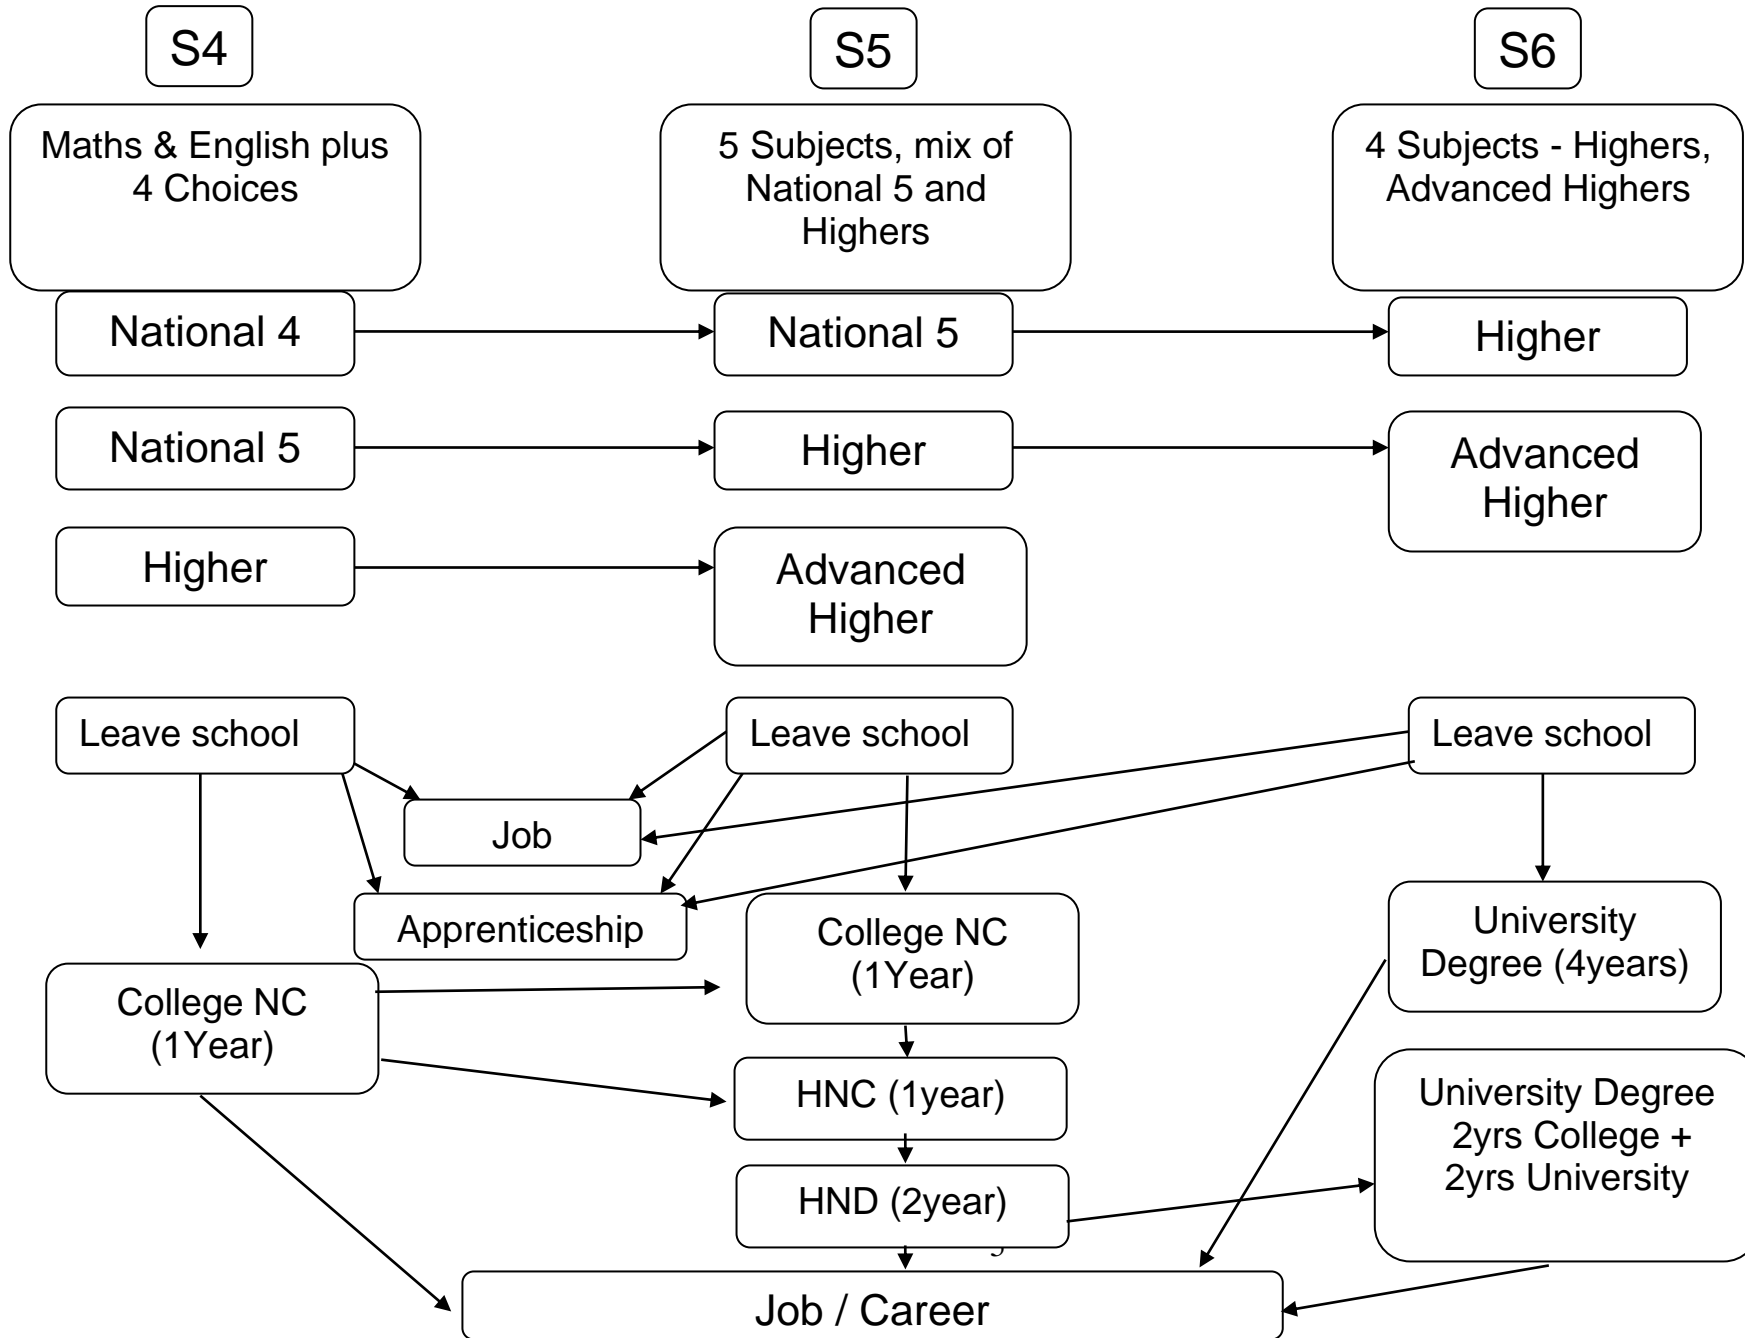 S4
S5
S6
Maths & English plus
4 Choices
5 Subjects, mix of
National 5 and
Highers
4 Subjects - Highers,
Advanced Highers
National 4
National 5
Higher
National 5
Higher
Advanced
Higher
Higher
Advanced
Higher
Leave school
Leave school
Leave school
Job
Apprenticeship
College NC
(1Year)
University
Degree (4years)
College NC
(1Year)
HNC (1year)
University Degree
2yrs College +
2yrs University
HND (2year)
Job / Career